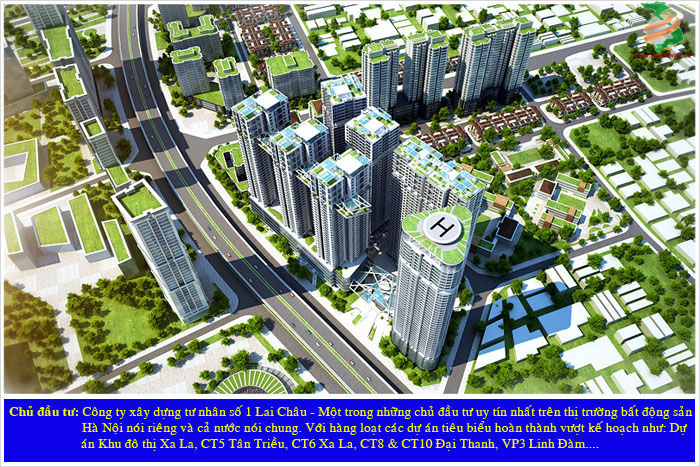 H
Chủ đầu tư: Công ty xây dựng tư nhân số 1 Lai Châu - Một trong những chủ đầu tư uy tín nhất trên thị trường bất động sản
Hà Nội nói riêng và cả nước nói chung. Với hàng loạt các dự án tiêu biểu hoàn thành vượt kế hoạch như: Dự
án Khu đô thị Xa La, CT5 Tân Triều, CT6 Xa La, CT8 & CT10 Đại Thanh, VP3 Linh Đàm....